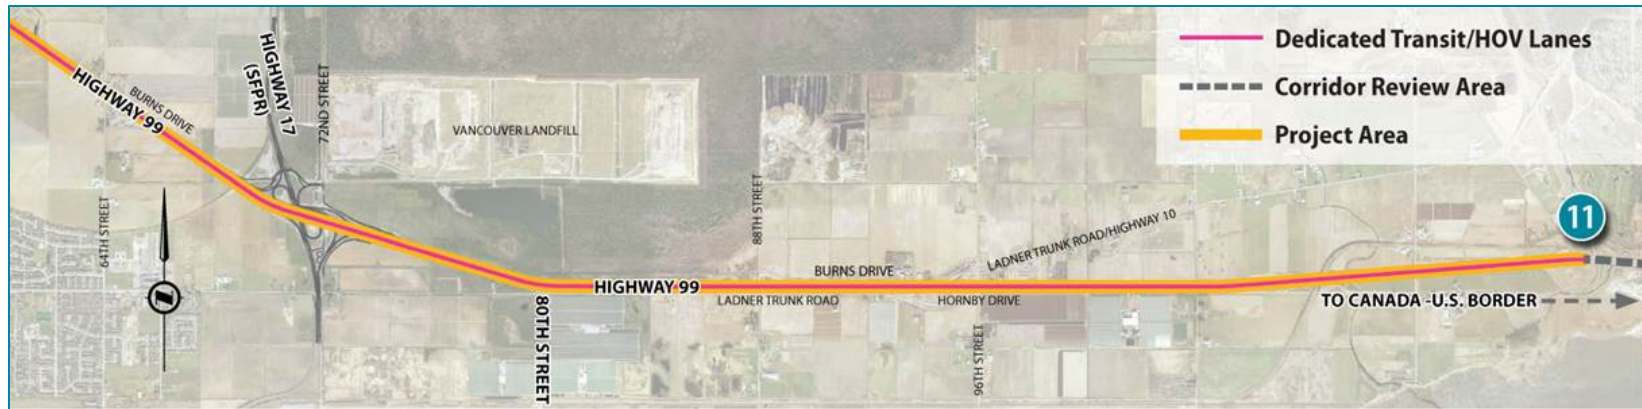 Dedicated Transit/HOV Lanes
Corridor Review Area
Project Area
HIGHWAY 99
BURNS DRIVE
HIGHWAY 17
(SFPR)
72ND STREET
64TH STREET
VANCOUVER LANDFILL
88TH STREET
LADNER TRUNK ROAD/HIGHWAY 10
11
BURNS DRIVE
HIGHWAY 99
LADNER TRUNK ROAD
HORNBY DRIVE
TO CANADA -U.S. BORDER
80TH STREET
96TH STREET